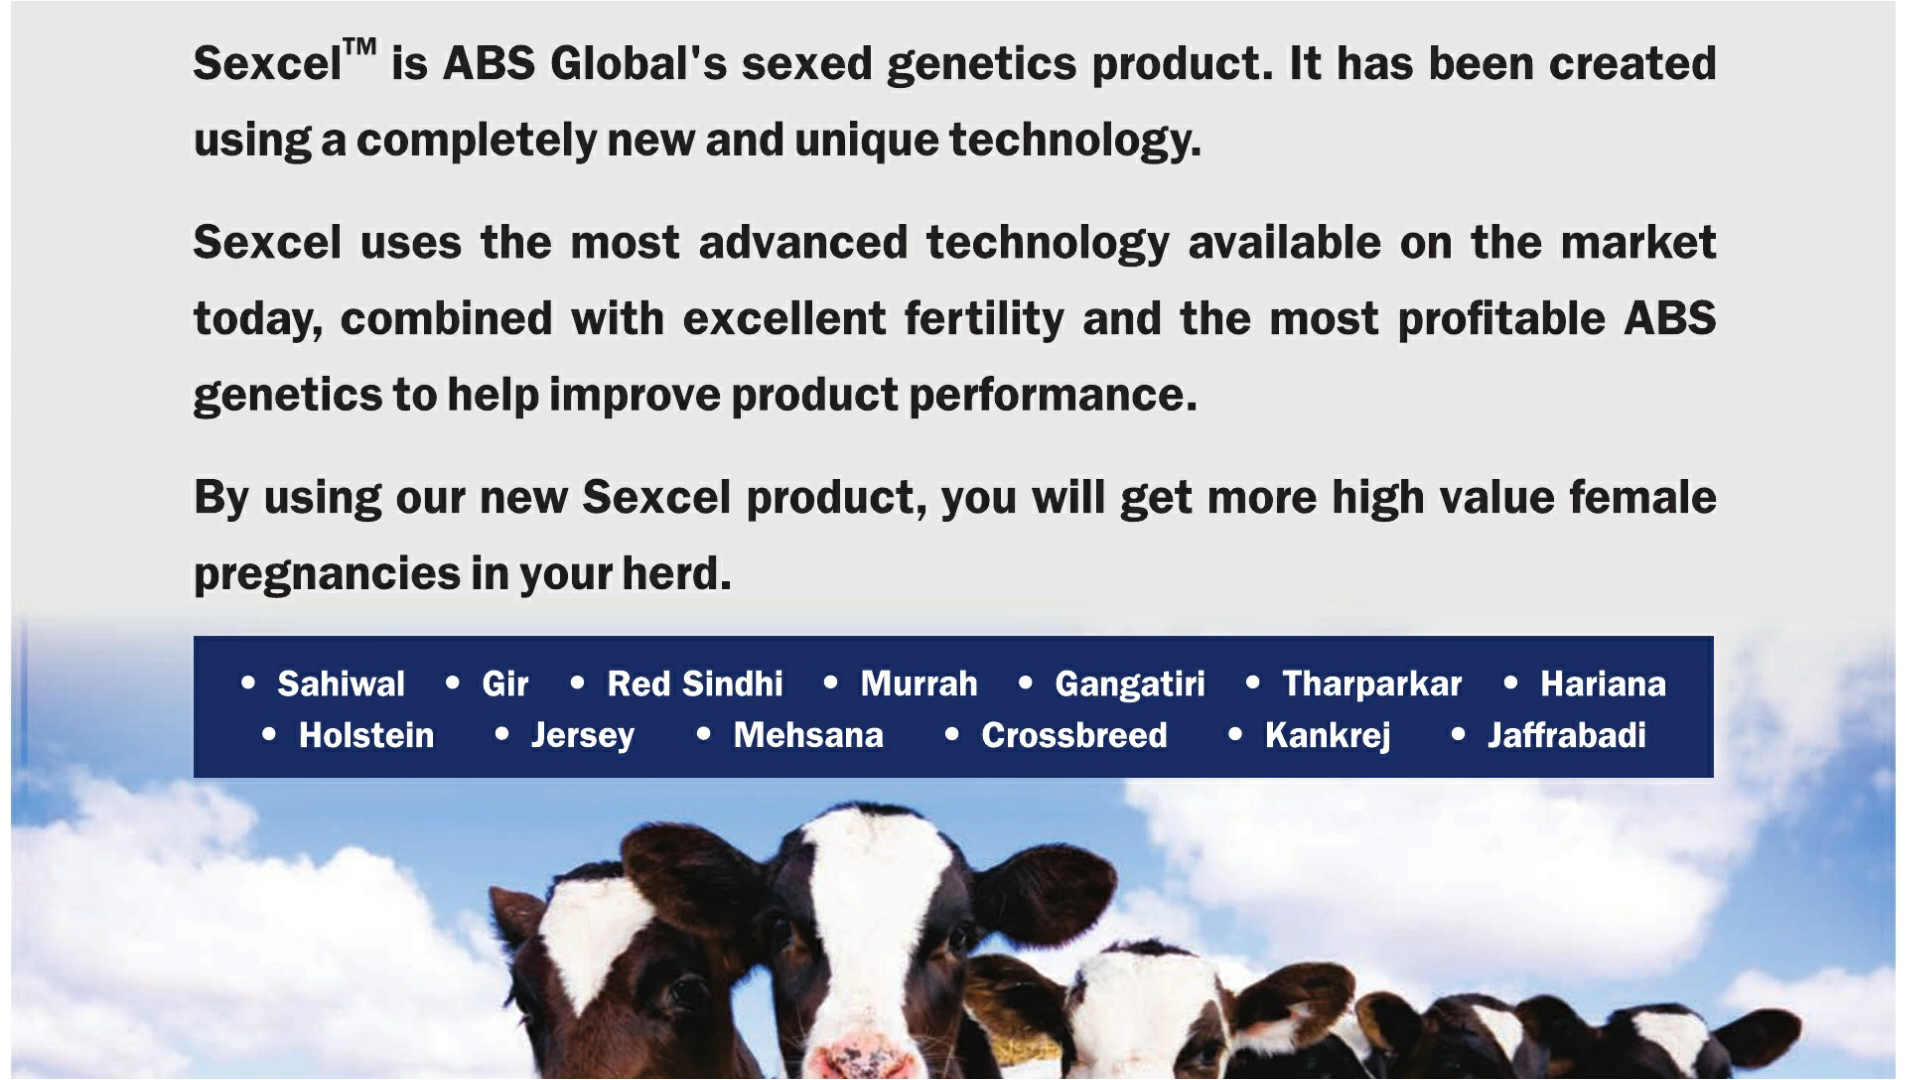 Sexcel™ is ABS Global's sexed genetics product. It has been created
using a completely new and unique technology.
Sexcel uses the most advanced technology available on the market
today, combined with excellent fertility and the most profitable ABS
genetics to help improve product performance.
By using our new Sexcel product, you will get more high value female
pregnancies in your herd.
• Sahiwal • Gir • Red Sindhi • Murrah • Gangatiri • Tharparkar • Hariana
• Holstein • Jersey • Mehsana • Crossbreed • Kankrej • Jaffrabadi